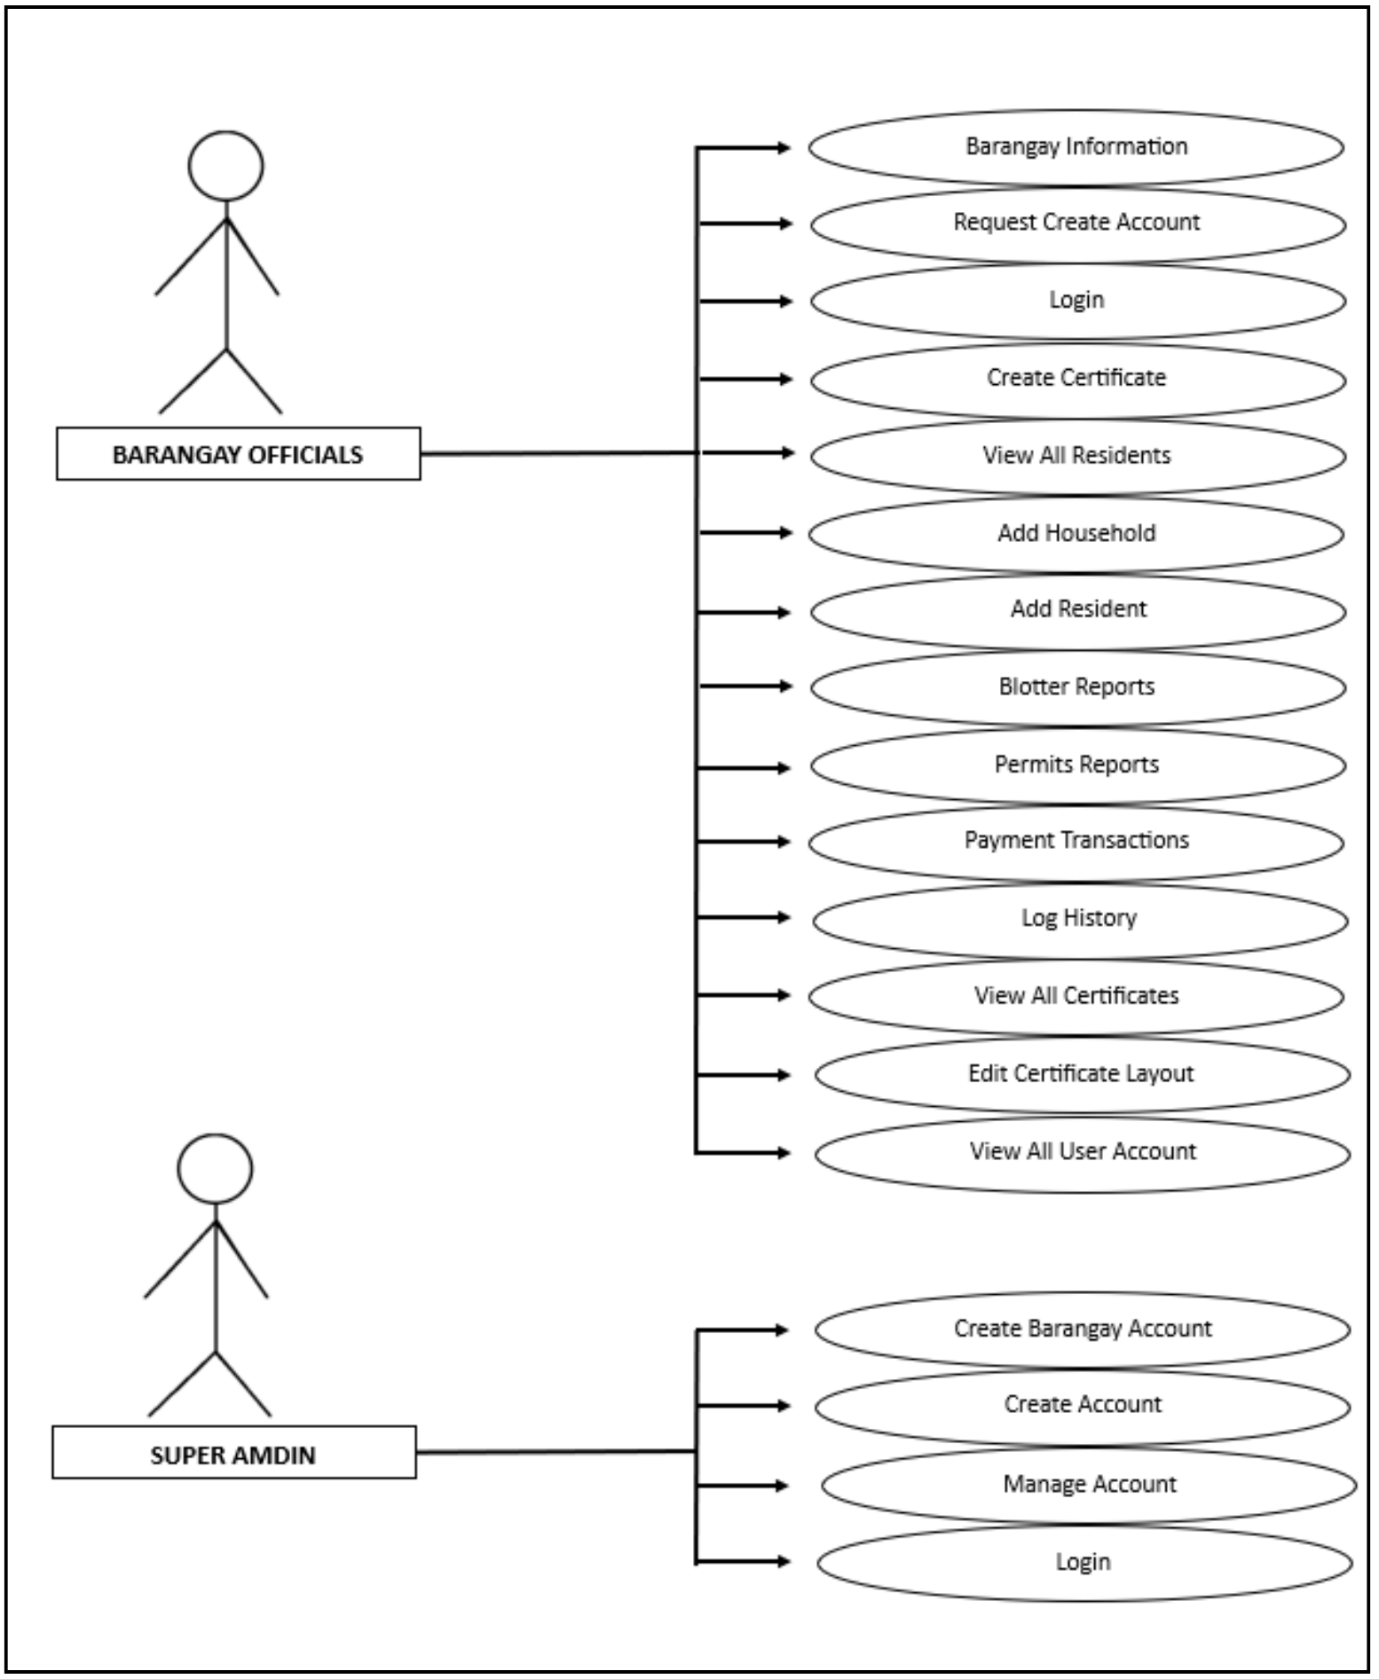 Barangay Information
Request Create Account
Login
Create Certificate
BARANGAY OFFICIALS
View All Residents
Add Household
Add Resident
Blotter Reports
Permits Reports
Payment Transactions
Log History
View All Certificates
Edit Certificate Layout
View All User Account
Create Barangay Account
Create Account
SUPER AMDIN
Manage Account
Login